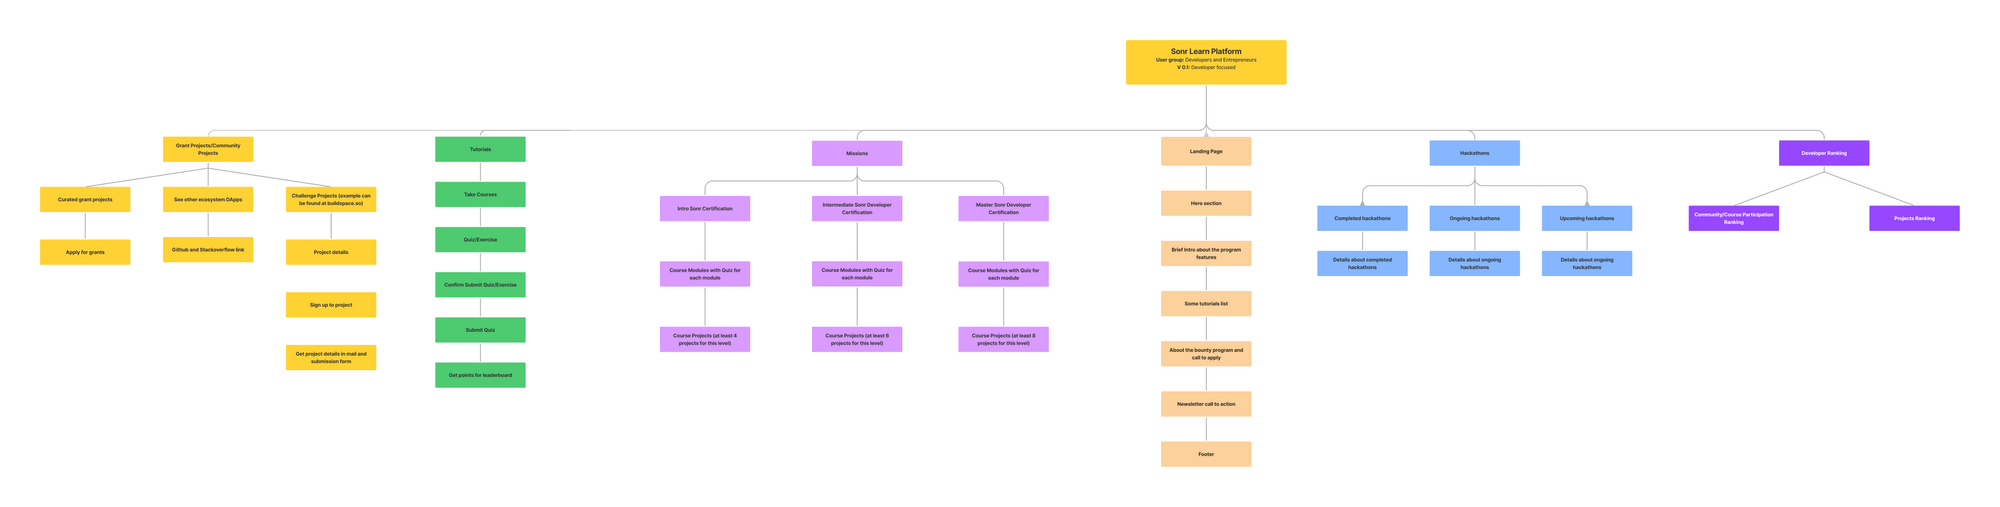 Sonr Learn Platform
User group: Developers and Entrepreneurs
V 0.1: Developer focused
Grant Projects/Community
Projects
Curated grant projects
See other ecosystem DApps
Challenge Projects (example can
be found at buildspace.so)
Apply for grants
Github and Stackoverflow link
Project details
Sign up to project
Get project details in mail and
submission form
Tutorials
Take Courses
Quiz/Exercise
Confirm Submit Quiz/Exercise
Submit Quiz
Get points for leaderboard
Missions
Intro Sonr Certification
Intermediate Sonr Developer
Certification
Master Sonr Developer
Certification
Course Modules with Quiz for
each module
Course Modules with Quiz for
each module
Course Modules with Quiz for
each module
Course Projects (at least 4
projects for this level)
Course Projects (at least 6
projects for this level)
Course Projects (at least 8
projects for this level)
Landing Page
Hero section
Brief Intro about the program
features
Some tutorials list
About the bounty program and
call to apply
Newsletter call to action
Footer
Hackathons
Completed hackathons
Ongoing hackathons
Upcoming hackathons
Details about completed
hackathons
Details about ongoing
hackathons
Details about ongoing
hackathons
Developer Ranking
Community/Course Participation
Ranking
Projects Ranking